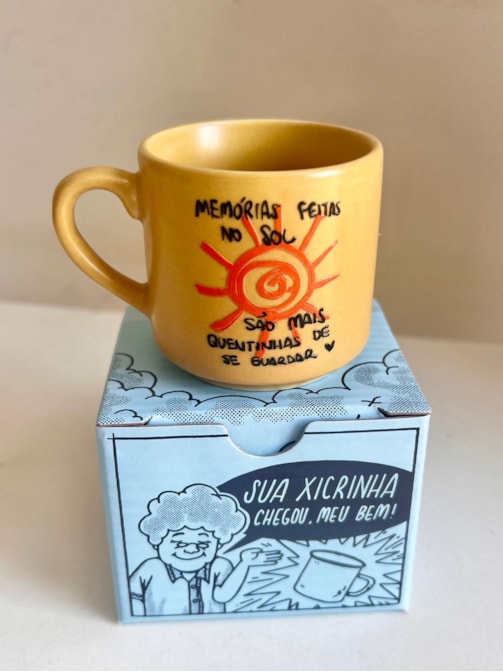 MEMÓRIAS FEITAS
NO SOL
SÃO MAIS
QUENTINHAS DE
SE GUARDAR ♥
SUA XICRINHA
CHEGOU, MEU BEM!